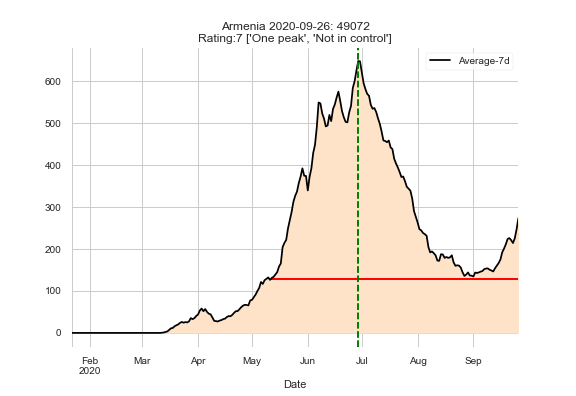 Armenia 2020-09-26: 49072
Rating:7 ['One peak', 'Not in control']
Average-7d
600
500
400
300
200
100
0
Feb
2020
Mar
Apr
May
Jun
Jul
Aug
Sep
Date